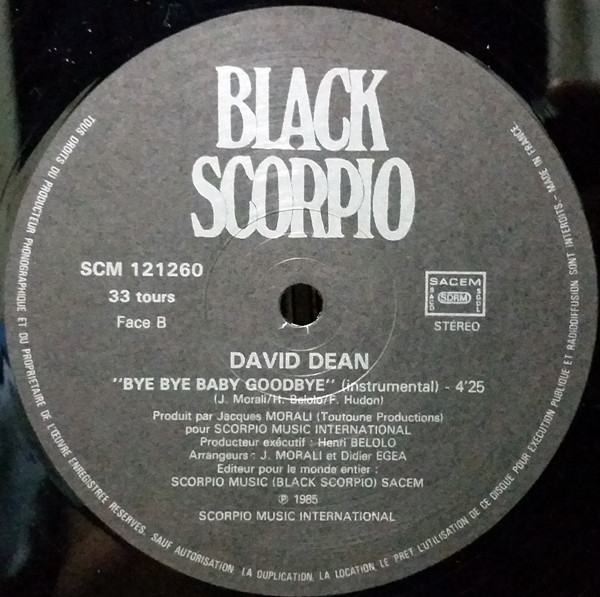 BLACK
SCORPIO
SCM 121260
33 tours
Face B
SACEM
SACD
SDRM
SGDL
STÉRÉO
DAVID DEAN
"BYE BYE BABY GOODBYE" (instrumental) - 4'25
(J. Morali/H. Belolo/F. Hudon)
Produit par Jacques MORALI (Toutoune Productions)
pour SCORPIO MUSIC INTERNATIONAL
Producteur exécutif : Henri BELOLO
Arrangeurs : J. MORALI et Didier EGEA
Editeur pour le monde entier :
SCORPIO MUSIC (BLACK SCORPIO) SACEM
℗ 1985
SCORPIO MUSIC INTERNATIONAL
TOUS DROITS DU PRODUCTEUR PHONOGRAPHIQUE ET DU PROPRIETAIRE DE L'ŒUVRE ENREGISTREE RESERVES. SAUF AUTORISATION, LA DUPLICATION, LA LOCATION, LE PRET, L'UTILISATION DE CE DISQUE POUR EXECUTION PUBLIQUE ET RADIODIFFUSION SONT INTERDITS - MADE IN FRANCE.